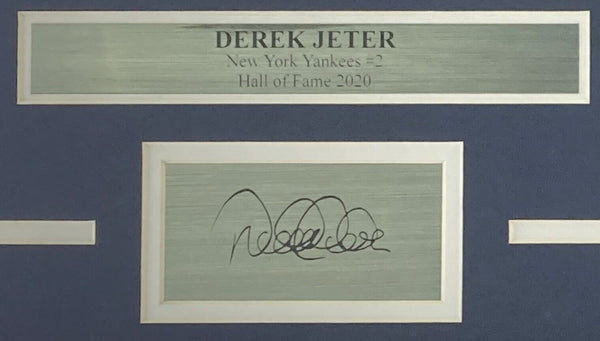 DEREK JETER
New York Yankees #2
Hall of Fame 2020